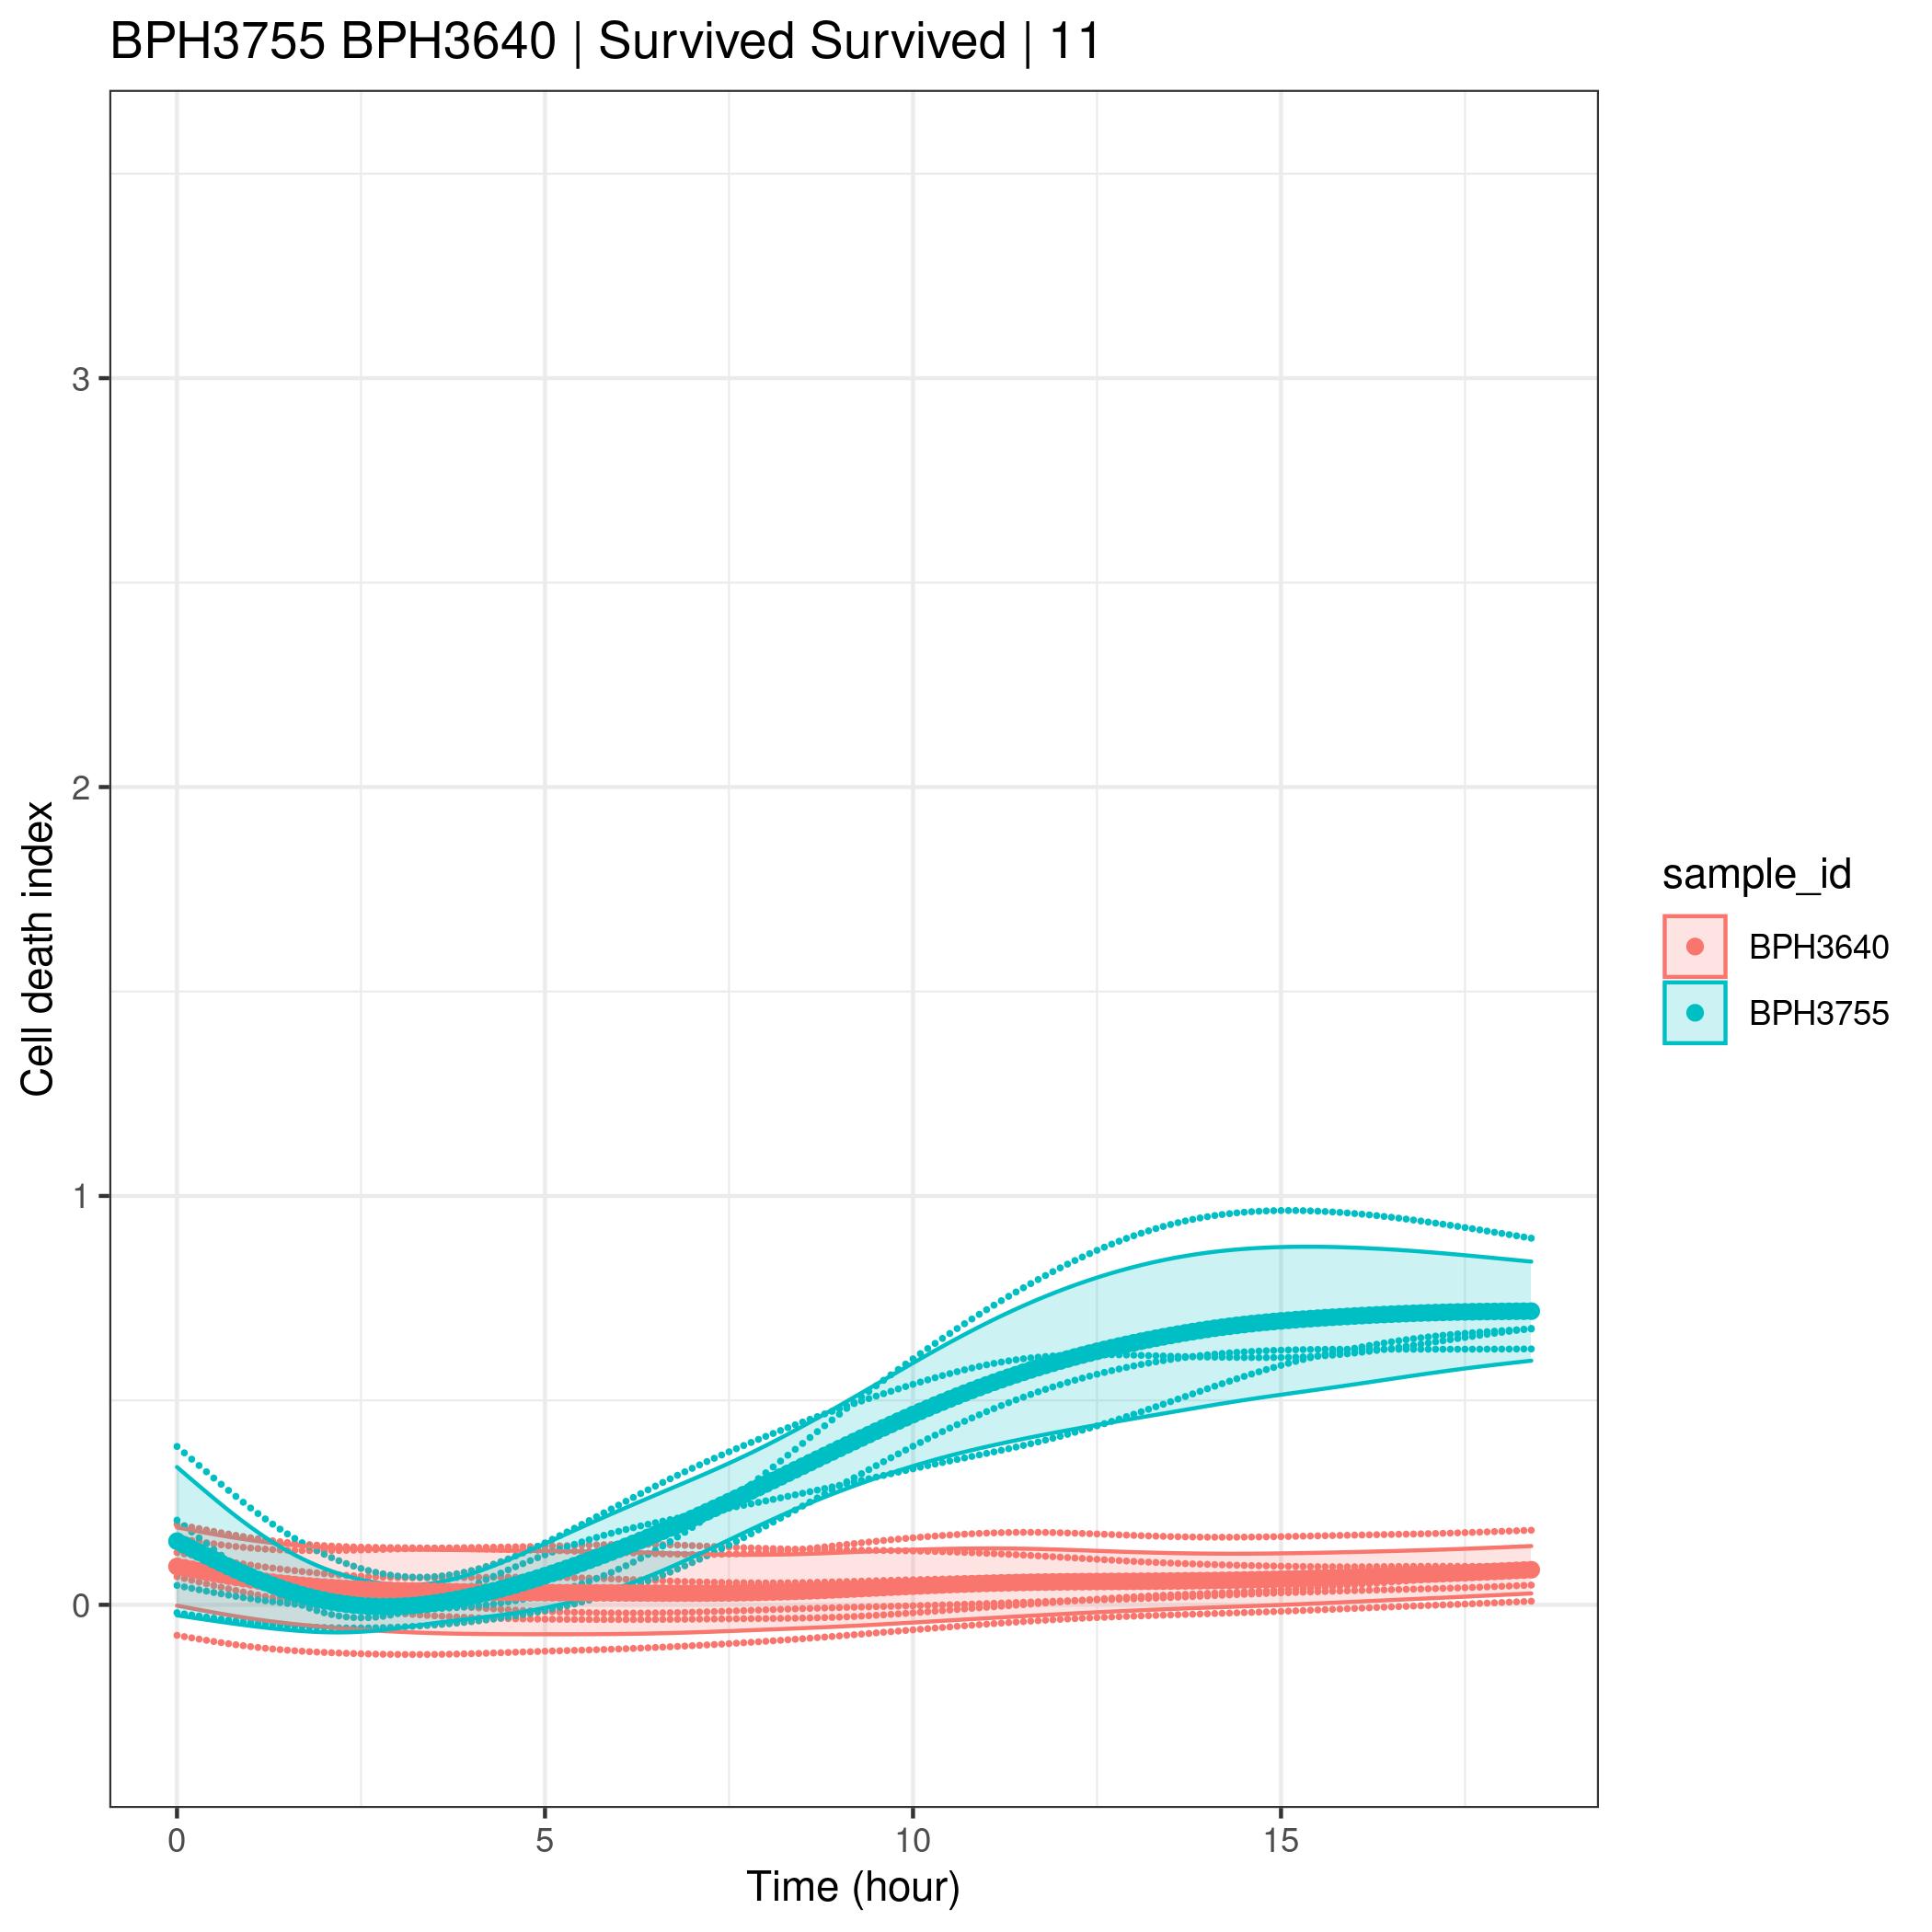 BPH3755 BPH3640 | Survived Survived | 11
3
2
1
0
Cell death index
0 5 10 15
Time (hour)
sample_id
BPH3640
BPH3755